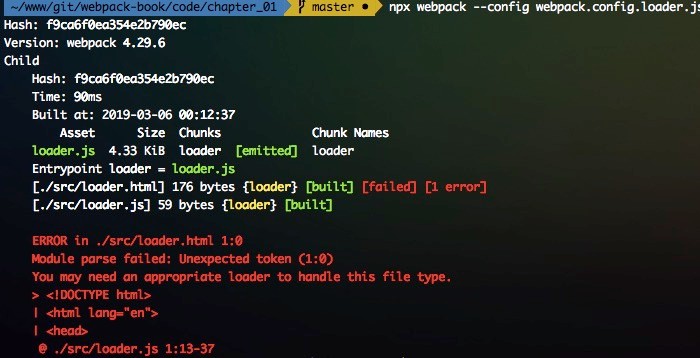 ~/www/git/webpack-book/code/chapter_01 master ● npx webpack --config webpack.config.loader.js
Hash: f9ca6f0ea354e2b790ec
Version: webpack 4.29.6
Child
Hash: f9ca6f0ea354e2b790ec
Time: 90ms
Built at: 2019-03-06 00:12:37
Asset Size Chunks Chunk Names
loader.js 4.33 KiB loader [emitted] loader
Entrypoint loader = loader.js
[./src/loader.html] 176 bytes {loader} [built] [failed] [1 error]
[./src/loader.js] 59 bytes {loader} [built]
ERROR in ./src/loader.html 1:0
Module parse failed: Unexpected token (1:0)
You may need an appropriate loader to handle this file type.
> <!DOCTYPE html>
| <html lang="en">
| <head>
@ ./src/loader.js 1:13-37